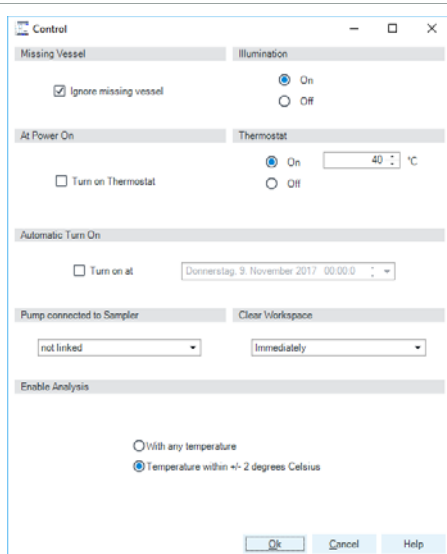 Control
Missing Vessel
Illumination
Ignore missing vessel
On
Off
At Power On
Thermostat
Turn on Thermostat
On
40
°C
Off
Automatic Turn On
Turn on at
Donnerstag, 9. November 2017 00:00:0
Pump connected to Sampler
Clear Workspace
not linked
Immediately
Enable Analysis
With any temperature
Temperature within +/- 2 degrees Celsius
Ok
Cancel
Help